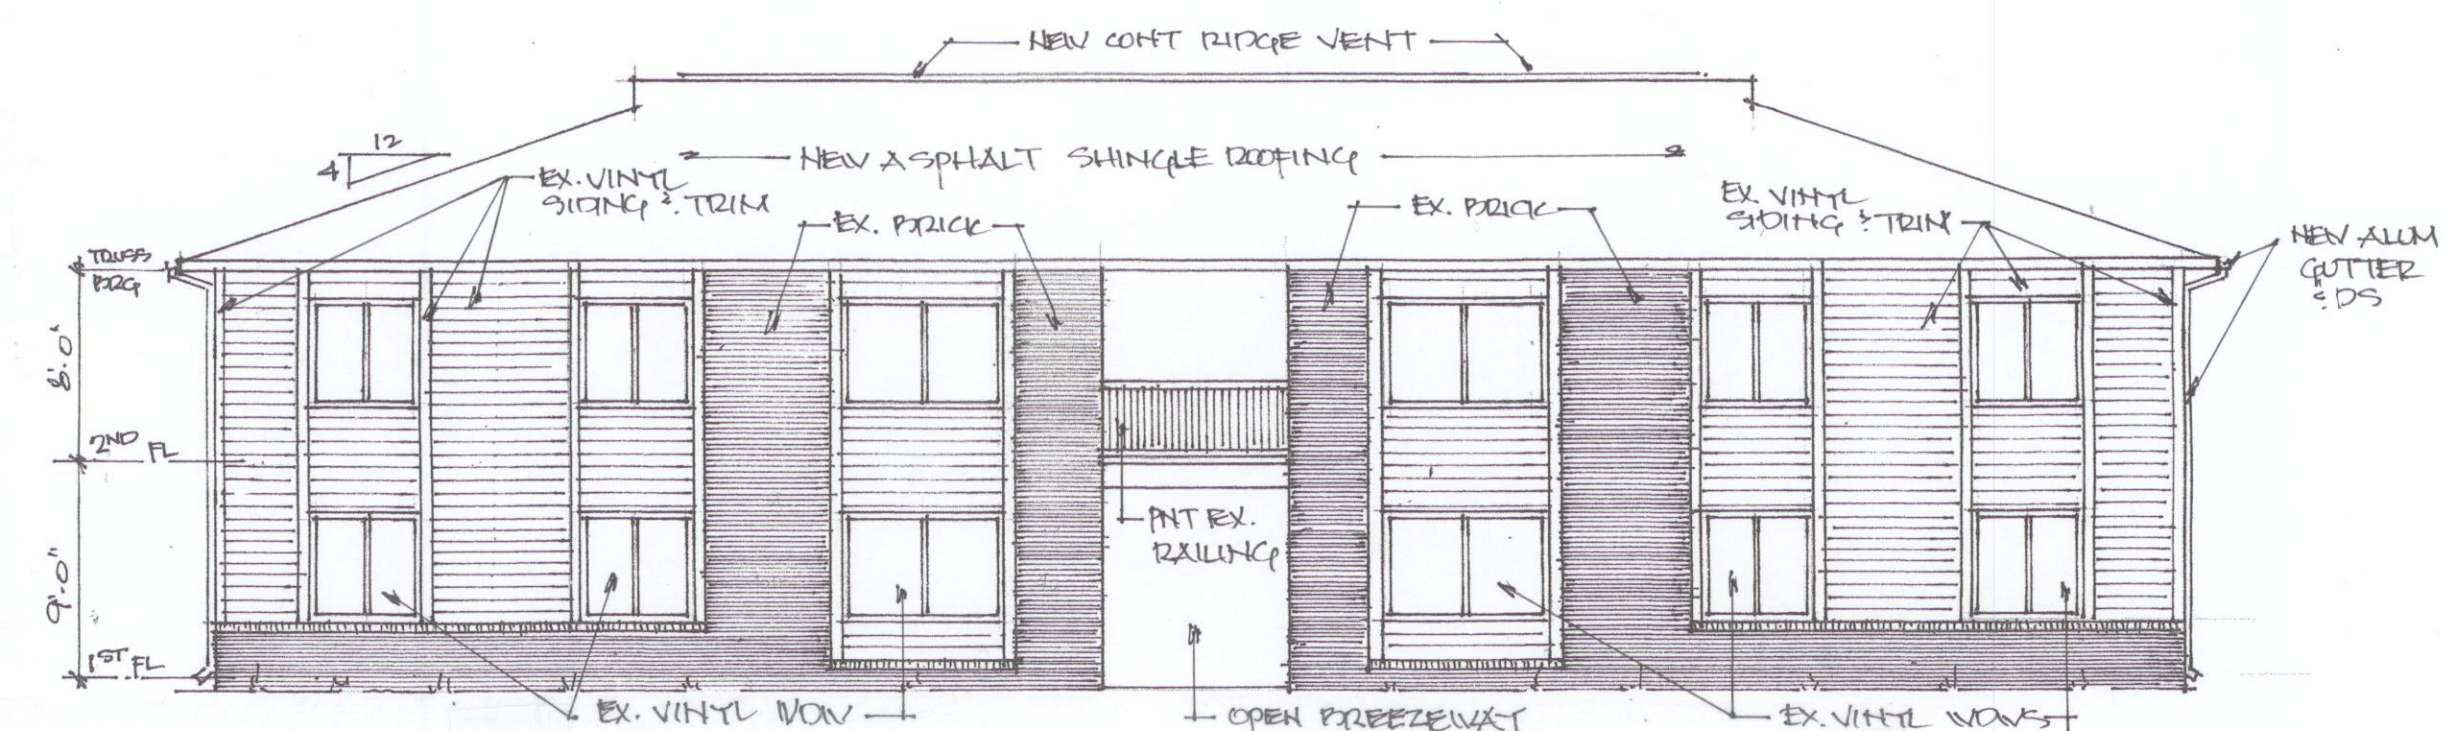 NEW CONT RIDGE VENT
12
4
NEW ASPHALT SHINGLE ROOFING
EX. VINYL
SIDING & TRIM
EX. BRICK
EX. BRICK
EX. VINYL
SIDING & TRIM
NEW ALUM
GUTTER
& DS
TRUSS
BRG
8'-0"
2ND FL
9'-0"
1ST FL
PNT EX.
RAILING
EX. VINYL WDW
OPEN BREEZEWAY
EX. VINYL WDWS